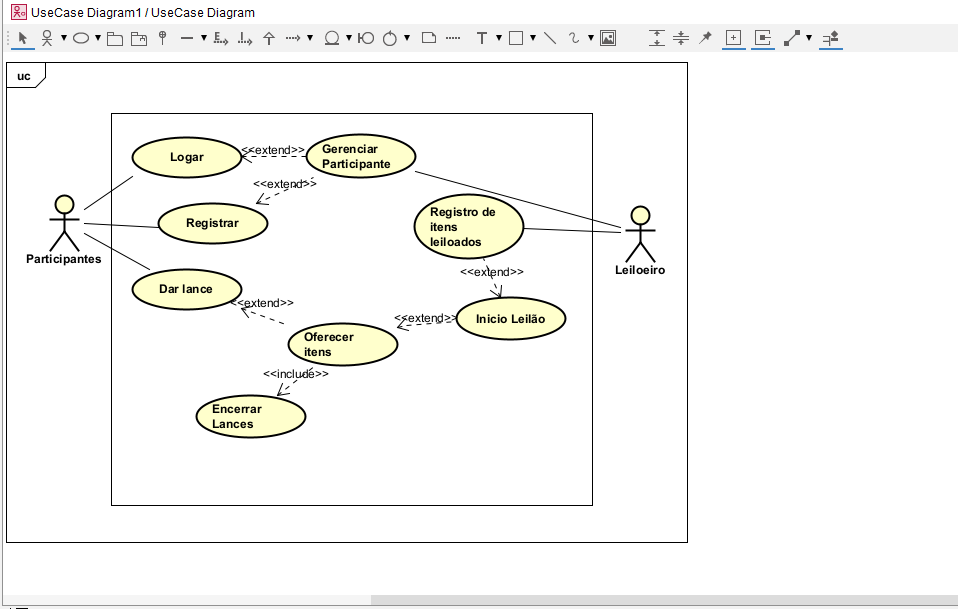 UseCase Diagram1 / UseCase Diagram
T
uc
Logar
<<extend>>
Gerenciar
Participante
<<extend>>
Registrar
Registro de
itens
leiloados
Participantes
Leiloeiro
<<extend>>
Dar lance
<<extend>>
<<extend>>
Inicio Leilão
Oferecer
itens
<<include>>
Encerrar
Lances